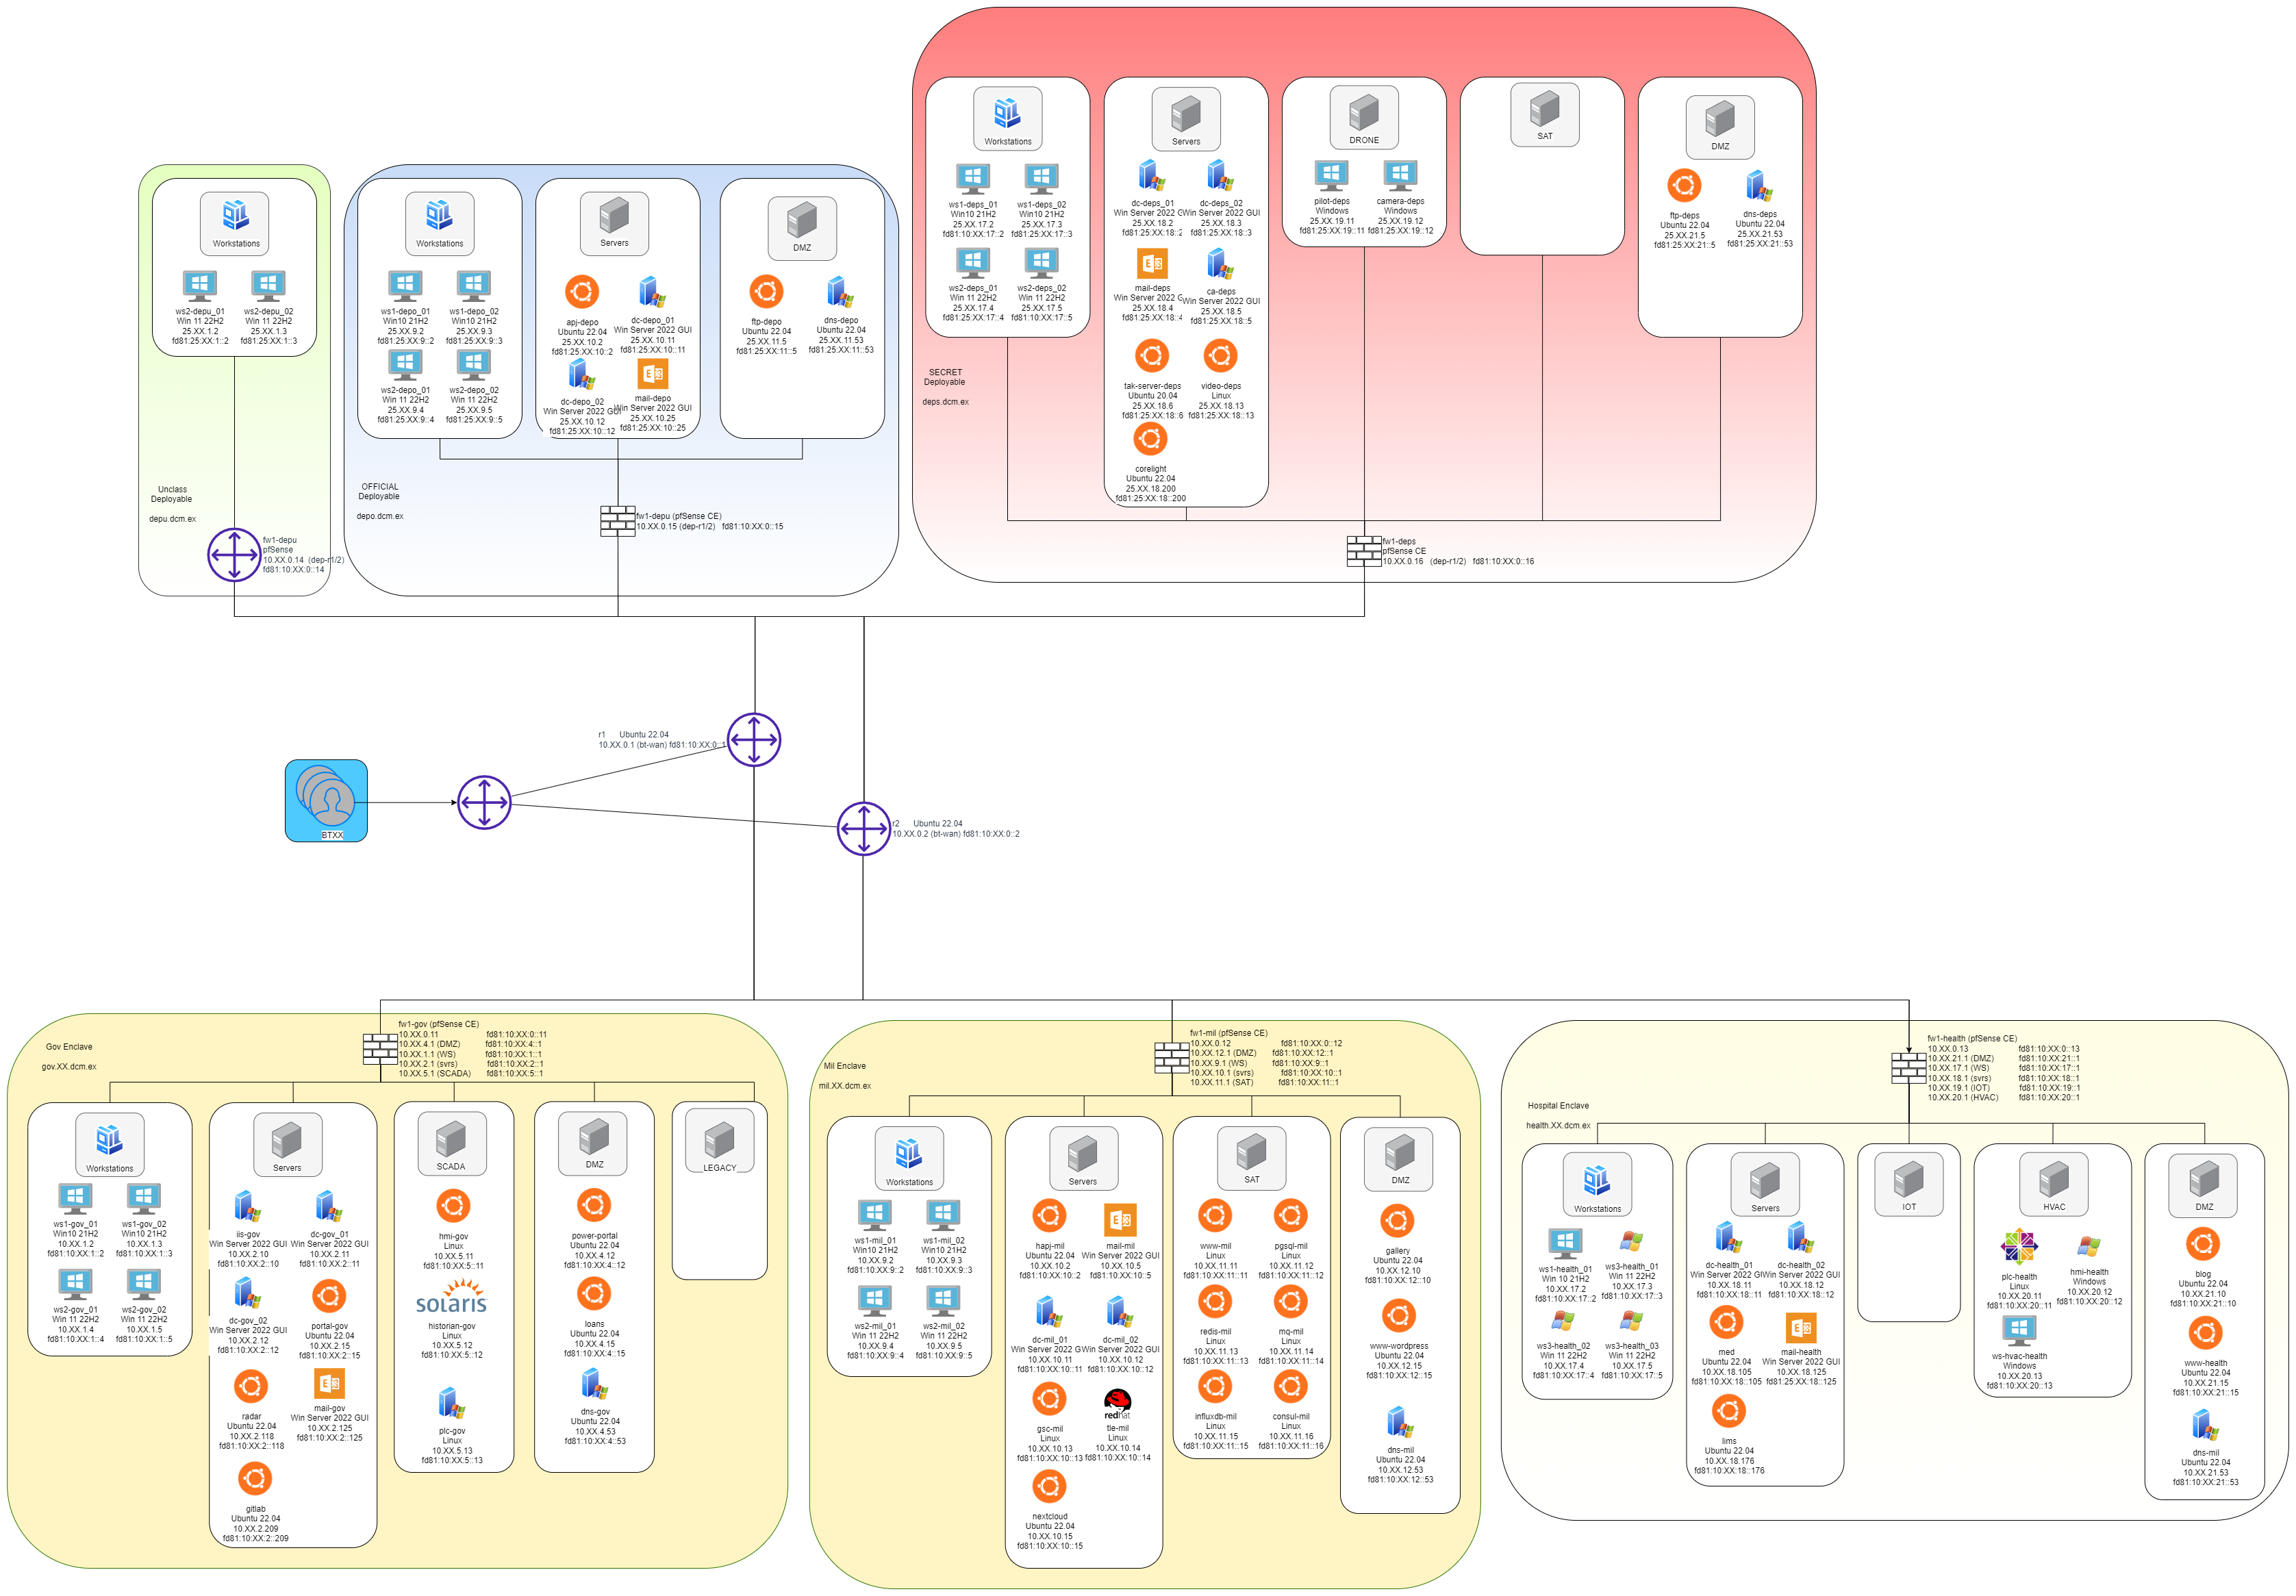 Workstations
ws1-deps_01
Win10 21H2
25.XX.17.2
fd81:10:XX:17::2
ws1-deps_02
Win10 21H2
25.XX.17.3
fd81:25:XX:17::3
ws2-deps_01
Win 11 22H2
25.XX.17.4
fd81:25:XX:17::4
ws2-deps_02
Win 11 22H2
25.XX.17.5
fd81:10:XX:17::5
Servers
dc-deps_01
Win Server 2022 G
25.XX.18.2
fd81:25:XX:18::2
dc-deps_02
Win Server 2022 GUI
25.XX.18.3
fd81:25:XX:18::3
mail-deps
Win Server 2022 G
25.XX.18.4
fd81:25:XX:18::4
ca-deps
Win Server 2022 GUI
25.XX.18.5
fd81:25:XX:18::5
tak-server-deps
Ubuntu 20.04
25.XX.18.6
fd81:25:XX:18::6
video-deps
Linux
25.XX.18.13
fd81:25:XX:18::13
corelight
Ubuntu 22.04
25.XX.18.200
fd81:25:XX:18::200
DRONE
pilot-deps
Windows
25.XX.19.11
fd81:25:XX:19::11
camera-deps
Windows
25.XX.19.12
fd81:25:XX:19::12
SAT
DMZ
ftp-deps
Ubuntu 22.04
25.XX.21.5
fd81:25:XX:21::5
dns-deps
Ubuntu 22.04
25.XX.21.53
fd81:25:XX:21::53
SECRET
Deployable
deps.dcm.ex
fw1-deps
pfSense CE
10.XX.0.16 (dep-r1/2) fd81:10:XX:0::16
Workstations
ws2-depu_01
Win 11 22H2
25.XX.1.2
fd81:25:XX:1::2
ws2-depu_02
Win 11 22H2
25.XX.1.3
fd81:25:XX:1::3
Unclass
Deployable
depu.dcm.ex
fw1-depu
pfSense
10.XX.0.14 (dep-r1/2)
fd81:10:XX:0::14
Workstations
ws1-depo_01
Win10 21H2
25.XX.9.2
fd81:25:XX:9::2
ws1-depo_02
Win10 21H2
25.XX.9.3
fd81:25:XX:9::3
ws2-depo_01
Win 11 22H2
25.XX.9.4
fd81:25:XX:9::4
ws2-depo_02
Win 11 22H2
25.XX.9.5
fd81:25:XX:9::5
Servers
apj-depo
Ubuntu 22.04
25.XX.10.2
fd81:25:XX:10::2
dc-depo_01
Win Server 2022 GUI
25.XX.10.11
fd81:25:XX:10::11
dc-depo_02
Win Server 2022 GUI
25.XX.10.12
fd81:25:XX:10::12
mail-depo
Win Server 2022 GUI
25.XX.10.25
fd81:25:XX:10::25
DMZ
ftp-depo
Ubuntu 22.04
25.XX.11.5
fd81:25:XX:11::5
dns-depo
Ubuntu 22.04
25.XX.11.53
fd81:25:XX:11::53
OFFICIAL
Deployable
depo.dcm.ex
fw1-depu (pfSense CE)
10.XX.0.15 (dep-r1/2) fd81:10:XX:0::15
r1 Ubuntu 22.04
10.XX.0.1 (bt-wan) fd81:10:XX:0::1
BTXX
r2 Ubuntu 22.04
10.XX.0.2 (bt-wan) fd81:10:XX:0::2
Gov Enclave
gov.XX.dcm.ex
fw1-gov (pfSense CE)
10.XX.0.11 fd81:10:XX:0::11
10.XX.4.1 (DMZ) fd81:10:XX:4::1
10.XX.1.1 (WS) fd81:10:XX:1::1
10.XX.2.1 (svrs) fd81:10:XX:2::1
10.XX.5.1 (SCADA) fd81:10:XX:5::1
Workstations
ws1-gov_01
Win10 21H2
10.XX.1.2
fd81:10:XX:1::2
ws1-gov_02
Win10 21H2
10.XX.1.3
fd81:10:XX:1::3
ws2-gov_01
Win 11 22H2
10.XX.1.4
fd81:10:XX:1::4
ws2-gov_02
Win 11 22H2
10.XX.1.5
fd81:10:XX:1::5
Servers
iis-gov
Win Server 2022 GUI
10.XX.2.10
fd81:10:XX:2::10
dc-gov_01
Win Server 2022 GUI
10.XX.2.11
fd81:10:XX:2::11
dc-gov_02
Win Server 2022 GUI
10.XX.2.12
fd81:10:XX:2::12
portal-gov
Ubuntu 22.04
10.XX.2.15
fd81:10:XX:2::15
radar
Ubuntu 22.04
10.XX.2.118
fd81:10:XX:2::118
mail-gov
Win Server 2022 GUI
10.XX.2.125
fd81:10:XX:2::125
gitlab
Ubuntu 22.04
10.XX.2.209
fd81:10:XX:2::209
SCADA
hmi-gov
Linux
10.XX.5.11
fd81:10:XX:5::11
SOLARIS
historian-gov
Linux
10.XX.5.12
fd81:10:XX:5::12
plc-gov
Linux
10.XX.5.13
fd81:10:XX:5::13
DMZ
power-portal
Ubuntu 22.04
10.XX.4.12
fd81:10:XX:4::12
loans
Ubuntu 22.04
10.XX.4.15
fd81:10:XX:4::15
dns-gov
Ubuntu 22.04
10.XX.4.53
fd81:10:XX:4::53
LEGACY
Mil Enclave
mil.XX.dcm.ex
fw1-mil (pfSense CE)
10.XX.0.12 fd81:10:XX:0::12
10.XX.12.1 (DMZ) fd81:10:XX:12::1
10.XX.9.1 (WS) fd81:10:XX:9::1
10.XX.10.1 (svrs) fd81:10:XX:10::1
10.XX.11.1 (SAT) fd81:10:XX:11::1
Workstations
ws1-mil_01
Win10 21H2
10.XX.9.2
fd81:10:XX:9::2
ws1-mil_02
Win10 21H2
10.XX.9.3
fd81:10:XX:9::3
ws2-mil_01
Win 11 22H2
10.XX.9.4
fd81:10:XX:9::4
ws2-mil_02
Win 11 22H2
10.XX.9.5
fd81:10:XX:9::5
Servers
hapj-mil
Ubuntu 22.04
10.XX.10.2
fd81:10:XX:10::2
mail-mil
Win Server 2022 GUI
10.XX.10.5
fd81:10:XX:10::5
dc-mil_01
Win Server 2022 G
10.XX.10.11
fd81:10:XX:10::11
dc-mil_02
Win Server 2022 GUI
10.XX.10.12
fd81:10:XX:10::12
gsc-mil
Linux
10.XX.10.13
fd81:10:XX:10::13
redhat
tle-mil
Linux
10.XX.10.14
fd81:10:XX:10::14
nextcloud
Ubuntu 22.04
10.XX.10.15
fd81:10:XX:10::15
SAT
www-mil
Linux
10.XX.11.11
fd81:10:XX:11::11
pgsql-mil
Linux
10.XX.11.12
fd81:10:XX:11::12
redis-mil
Linux
10.XX.11.13
fd81:10:XX:11::13
mq-mil
Linux
10.XX.11.14
fd81:10:XX:11::14
influxdb-mil
Linux
10.XX.11.15
fd81:10:XX:11::15
consul-mil
Linux
10.XX.11.16
fd81:10:XX:11::16
DMZ
gallery
Ubuntu 22.04
10.XX.12.10
fd81:10:XX:12::10
www-wordpress
Ubuntu 22.04
10.XX.12.15
fd81:10:XX:12::15
dns-mil
Ubuntu 22.04
10.XX.12.53
fd81:10:XX:12::53
Hospital Enclave
health.XX.dcm.ex
fw1-health (pfSense CE)
10.XX.0.13 fd81:10:XX:0::13
10.XX.21.1 (DMZ) fd81:10:XX:21::1
10.XX.17.1 (WS) fd81:10:XX:17::1
10.XX.18.1 (svrs) fd81:10:XX:18::1
10.XX.19.1 (IOT) fd81:10:XX:19::1
10.XX.20.1 (HVAC) fd81:10:XX:20::1
Workstations
ws1-health_01
Win 10 21H2
10.XX.17.2
fd81:10:XX:17::2
ws3-health_01
Win 11 22H2
10.XX.17.3
fd81:10:XX:17::3
ws3-health_02
Win 11 22H2
10.XX.17.4
fd81:10:XX:17::4
ws3-health_03
Win 11 22H2
10.XX.17.5
fd81:10:XX:17::5
Servers
dc-health_01
Win Server 2022 G
10.XX.18.11
fd81:10:XX:18::11
dc-health_02
Win Server 2022 GUI
10.XX.18.12
fd81:10:XX:18::12
med
Ubuntu 22.04
10.XX.18.105
fd81:10:XX:18::105
mail-health
Win Server 2022 GUI
10.XX.18.125
fd81:25:XX:18::125
lims
Ubuntu 22.04
10.XX.18.176
fd81:10:XX:18::176
IOT
HVAC
plc-health
Linux
10.XX.20.11
fd81:10:XX:20::11
hmi-health
Windows
10.XX.20.12
fd81:10:XX:20::12
ws-hvac-health
Windows
10.XX.20.13
fd81:10:XX:20::13
DMZ
blog
Ubuntu 22.04
10.XX.21.10
fd81:10:XX:21::10
www-health
Ubuntu 22.04
10.XX.21.15
fd81:10:XX:21::15
dns-mil
Ubuntu 22.04
10.XX.21.53
fd81:10:XX:21::53